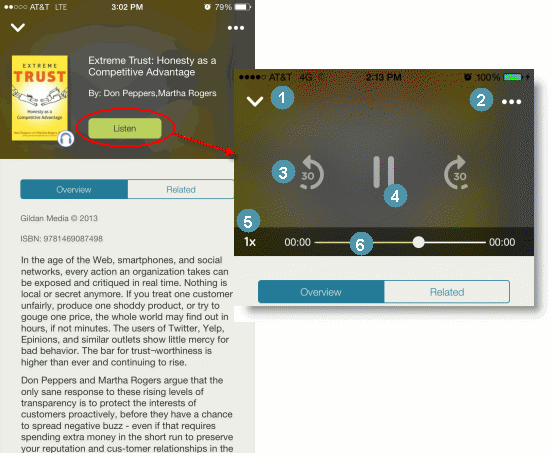 AT&T LTE 3:02 PM 79%
EXTREME
TRUST
Honesty as a
Competitive Advantage
Don Peppers and Martha Rogers
Extreme Trust: Honesty as a
Competitive Advantage
By: Don Peppers,Martha Rogers
Listen
Overview Related
Gildan Media © 2013
ISBN: 9781469087498
In the age of the Web, smartphones, and social
networks, every action an organization takes can
be exposed and critiqued in real time. Nothing is
local or secret anymore. If you treat one customer
unfairly, produce one shoddy product, or try to
gouge one price, the whole world may find out in
hours, if not minutes. The users of Twitter, Yelp,
Epinions, and similar outlets show little mercy for
bad behavior. The bar for trust¬worthiness is
higher than ever and continuing to rise.
Don Peppers and Martha Rogers argue that the
only sane response to these rising levels of
transparency is to protect the interests of
customers proactively, before they have a chance
to spread negative buzz - even if that requires
spending extra money in the short run to preserve
your reputation and cus-tomer relationships in the
AT&T 4G 2:13 PM 100%
1
2
3
30
4
30
5
1x
00:00
6
00:00
Overview Related